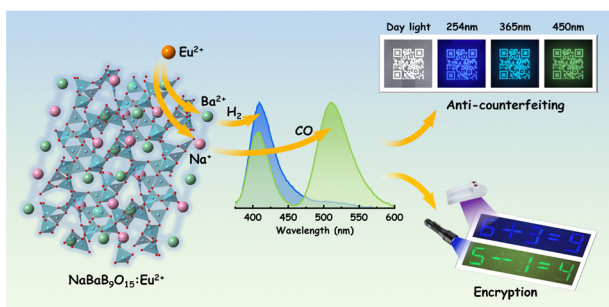 Eu²⁺
Ba²⁺
H₂
Na⁺
CO
NaBaB₉O₁₅:Eu²⁺
400 450 500 550 600
Wavelength (nm)
Day light 254nm 365nm 450nm
Anti-counterfeiting
6+3=9
5-1=4
Encryption